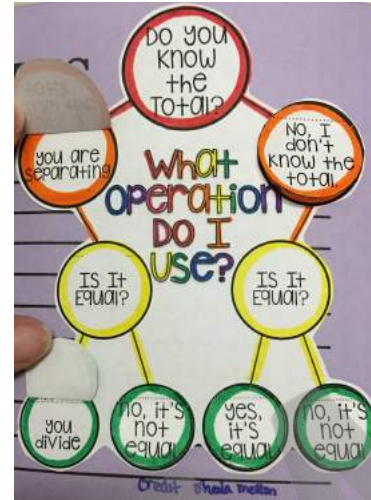 Do you
know
the
total?
you are
separating
No, I
don't
know the
total.
What
operation
Do I
use?
Is It
Equal?
Is It
Equal?
you
divide
no, it's
not
equal
yes,
it's
equal
no, it's
not
equal
Credit Sheila Melton